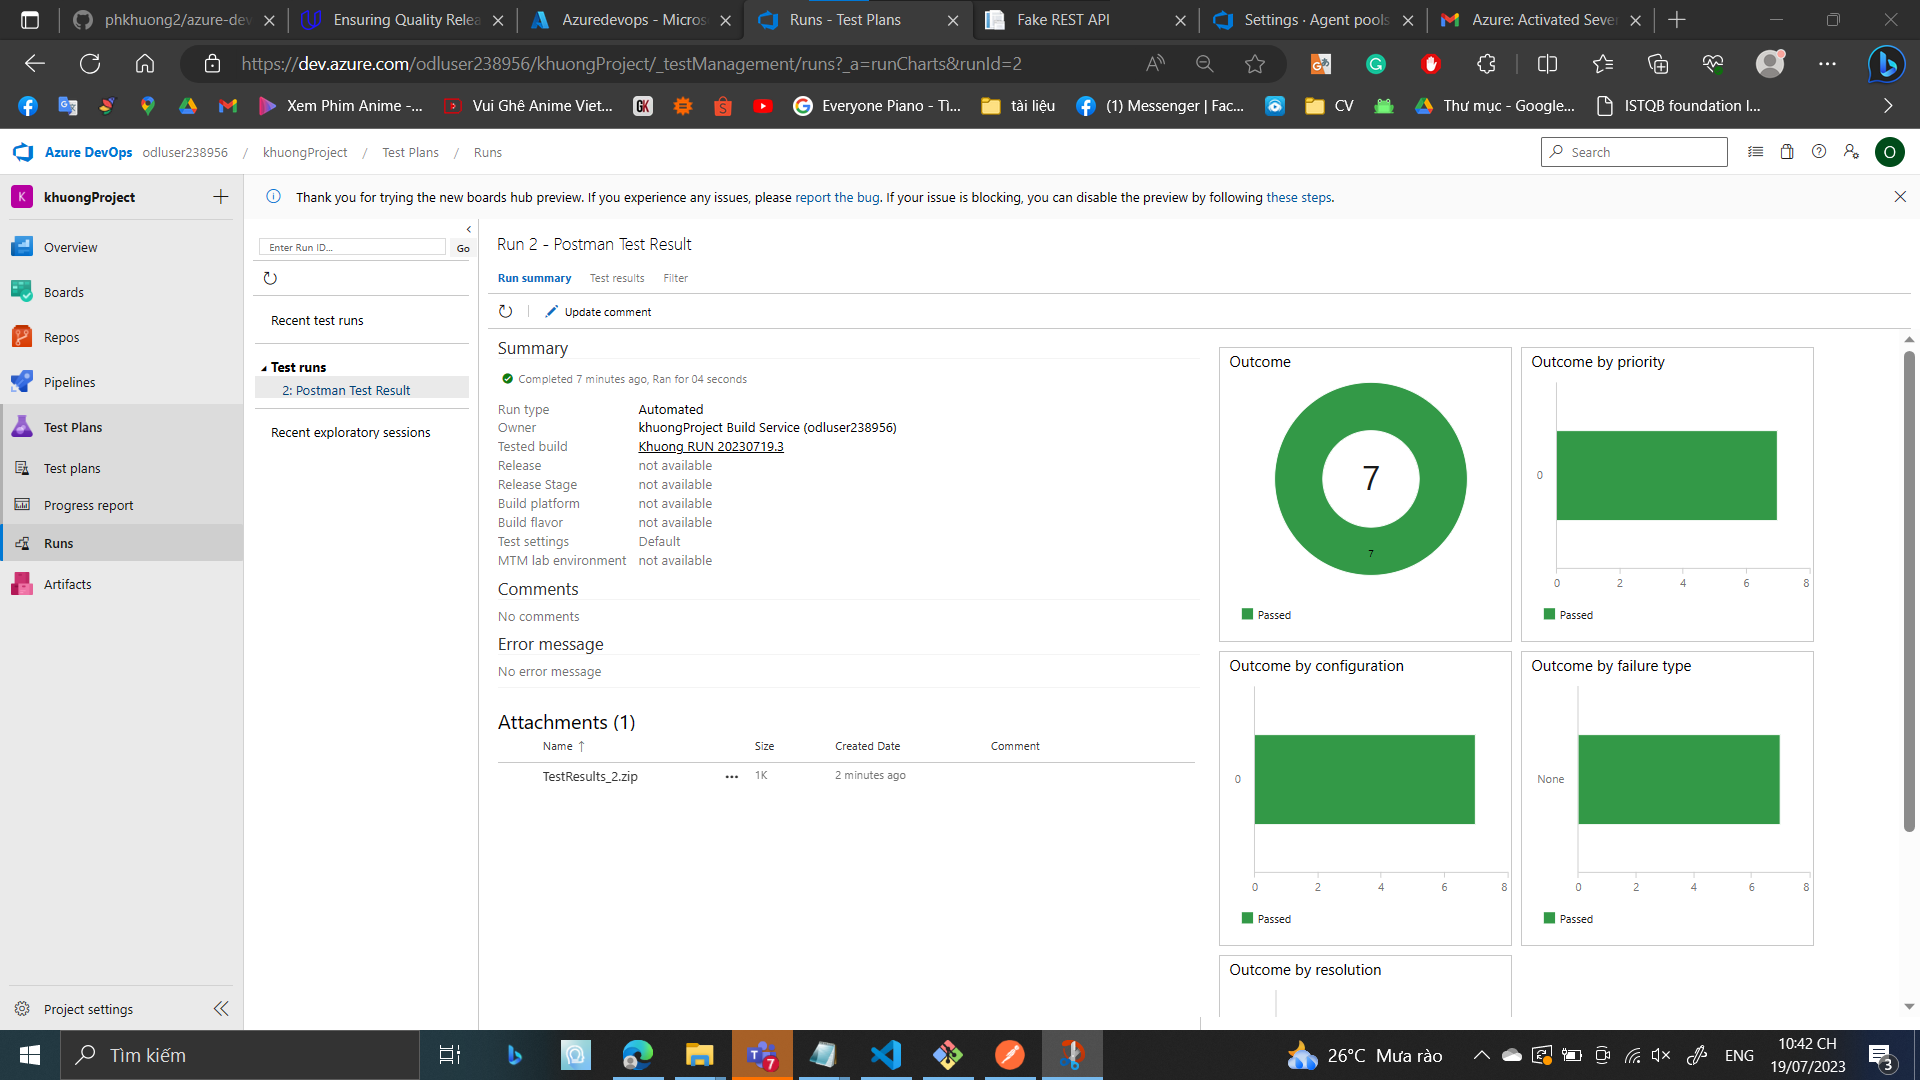 phkhuong2/azure-dev
Ensuring Quality Relea
Azuredevops - Micros
Runs - Test Plans
Fake REST API
Settings · Agent pools
Azure: Activated Sever
https://dev.azure.com/odluser238956/khuongProject/_testManagement/runs?_a=runCharts&runId=2
Xem Phim Anime -...
Vui Ghê Anime Viet...
Everyone Piano - Tì...
tài liệu
(1) Messenger | Fac...
CV
Thư mục - Google...
ISTQB foundation l...
Azure DevOps odluser238956 / khuongProject / Test Plans / Runs
Search
O
K khuongProject
Thank you for trying the new boards hub preview. If you experience any issues, please report the bug. If your issue is blocking, you can disable the preview by following these steps.
Overview
Boards
Repos
Pipelines
Test Plans
Test plans
Progress report
Runs
Artifacts
Project settings
Enter Run ID...
Go
Recent test runs
Test runs
2: Postman Test Result
Recent exploratory sessions
Run 2 - Postman Test Result
Run summary Test results Filter
Update comment
Summary
Completed 7 minutes ago, Ran for 04 seconds
Run type Automated
Owner khuongProject Build Service (odluser238956)
Tested build Khuong RUN 20230719.3
Release not available
Release Stage not available
Build platform not available
Build flavor not available
Test settings Default
MTM lab environment not available
Comments
No comments
Error message
No error message
Attachments (1)
Name ↑ Size Created Date Comment
TestResults_2.zip ... 1K 2 minutes ago
Outcome
7
7
Passed
Outcome by priority
0
0 2 4 6 8
Passed
Outcome by configuration
0
0 2 4 6 8
Passed
Outcome by failure type
None
0 2 4 6 8
Passed
Outcome by resolution
Tìm kiếm
7
26°C Mưa rào
ENG
10:42 CH
19/07/2023
3